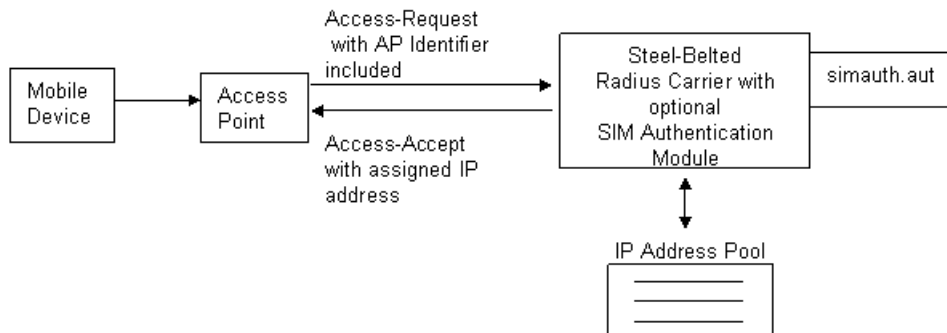 Access-Request
with AP Identifier
included
Mobile
Device
Access
Point
Steel-Belted
Radius Carrier with
optional
SIM Authentication
Module
simauth.aut
Access-Accept
with assigned IP
address
IP Address Pool